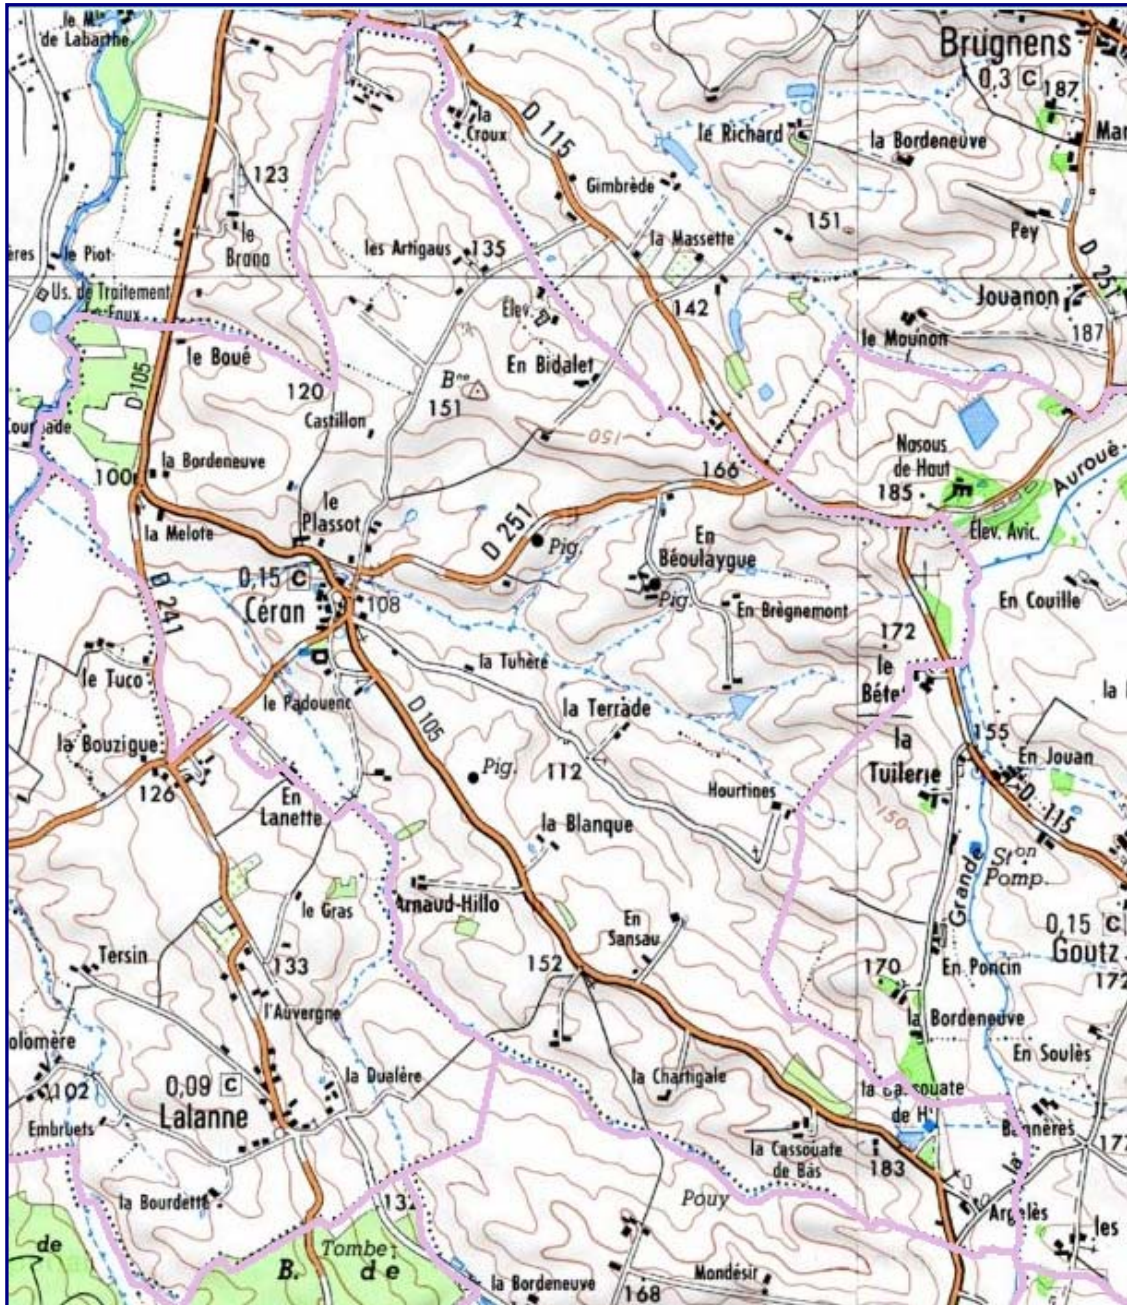 le Mⁱⁿ
de Labarthe
Brugnens
0,3 C 187
la
Croux
D 115
le Richard
la Bordeneuve
123
Gimbrède
151
Pey
D 251
le
Brana
les Artigaus
135
la Massette
le Piot
Us. de Traitement
Jouanon
142
Élev.
187
le Mounon
le Boué
En Bidalet
D 105
120
Bⁿᵉ
151
Castillon
150
Nasous
de Haut
Auroué
la Bordeneuve
166
185
100
le
Plassot
la Melote
D 251
Pig.
Élev. Avic.
En
Béoulaygue
0,15 C
Céran
108
Pig.
En Brègnemont
En Couille
D 241
172
le Tuco
la Tuhère
le
le Padouenc
D 105
la Terrade
la Bouzigue
la
Tuilerie
155
En Jouan
Pig.
112
126
En
Lanette
Hourtines
D 115
la Blanque
150
Grande
Stᵒⁿ
Pomp.
Arnaud-Hillo
le Gras
En
Sansau
0,15 C
Goutz
Tersin
133
152
170
En Poncin
172
l'Auvergne
la Bordeneuve
En Soulès
102
0,09 C
Lalanne
la Dualère
la Chartigale
de H
Embruets
Bannères
177
la Cassouate
de Bas
183
la
la Bourdette
132
Pouy
Argelès
les
de
Tombe
B.
de
la Bordeneuve
Mondésir
168